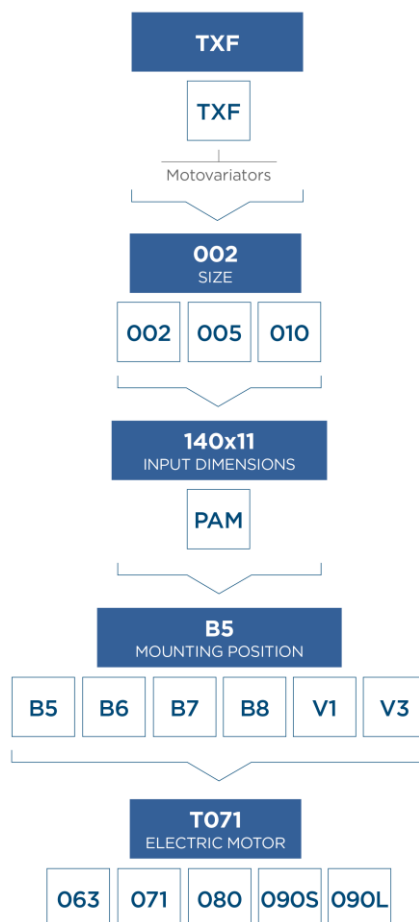 TXF
TXF
Motovariators
002
SIZE
002 005 010
140x11
INPUT DIMENSIONS
PAM
B5
MOUNTING POSITION
B5 B6 B7 B8 V1 V3
T071
ELECTRIC MOTOR
063 071 080 090S 090L